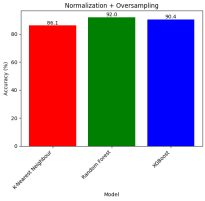 Normalization + Oversampling
86.1
92.0
90.4
Accuracy (%)
80
60
40
20
0
K-Nearest Neighbour
Random Forest
XGBoost
Model